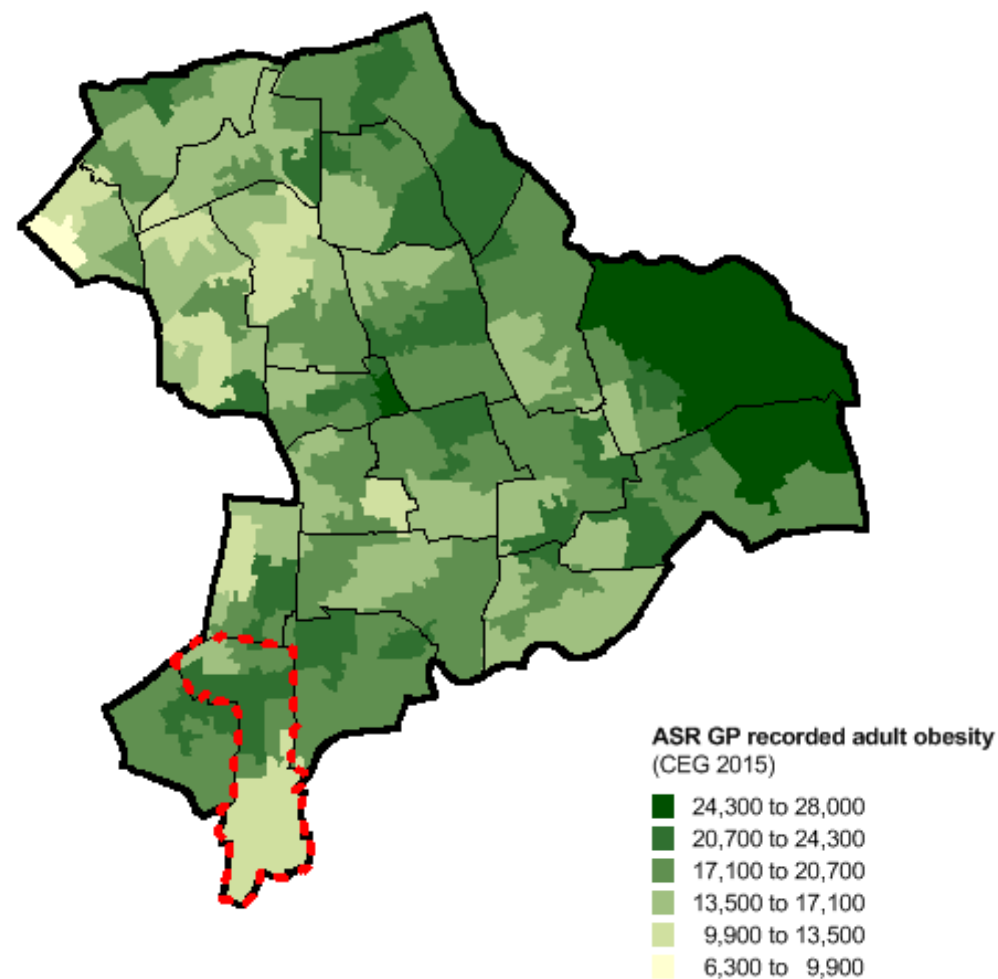 ASR GP recorded adult obesity
(CEG 2015)
24,300 to 28,000
20,700 to 24,300
17,100 to 20,700
13,500 to 17,100
9,900 to 13,500
6,300 to 9,900